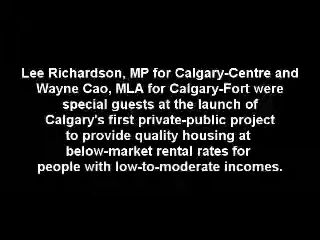 Lee Richardson, MP for Calgary-Centre and
Wayne Cao, MLA for Calgary-Fort were
special guests at the launch of
Calgary's first private-public project
to provide quality housing at
below-market rental rates for
people with low-to-moderate incomes.